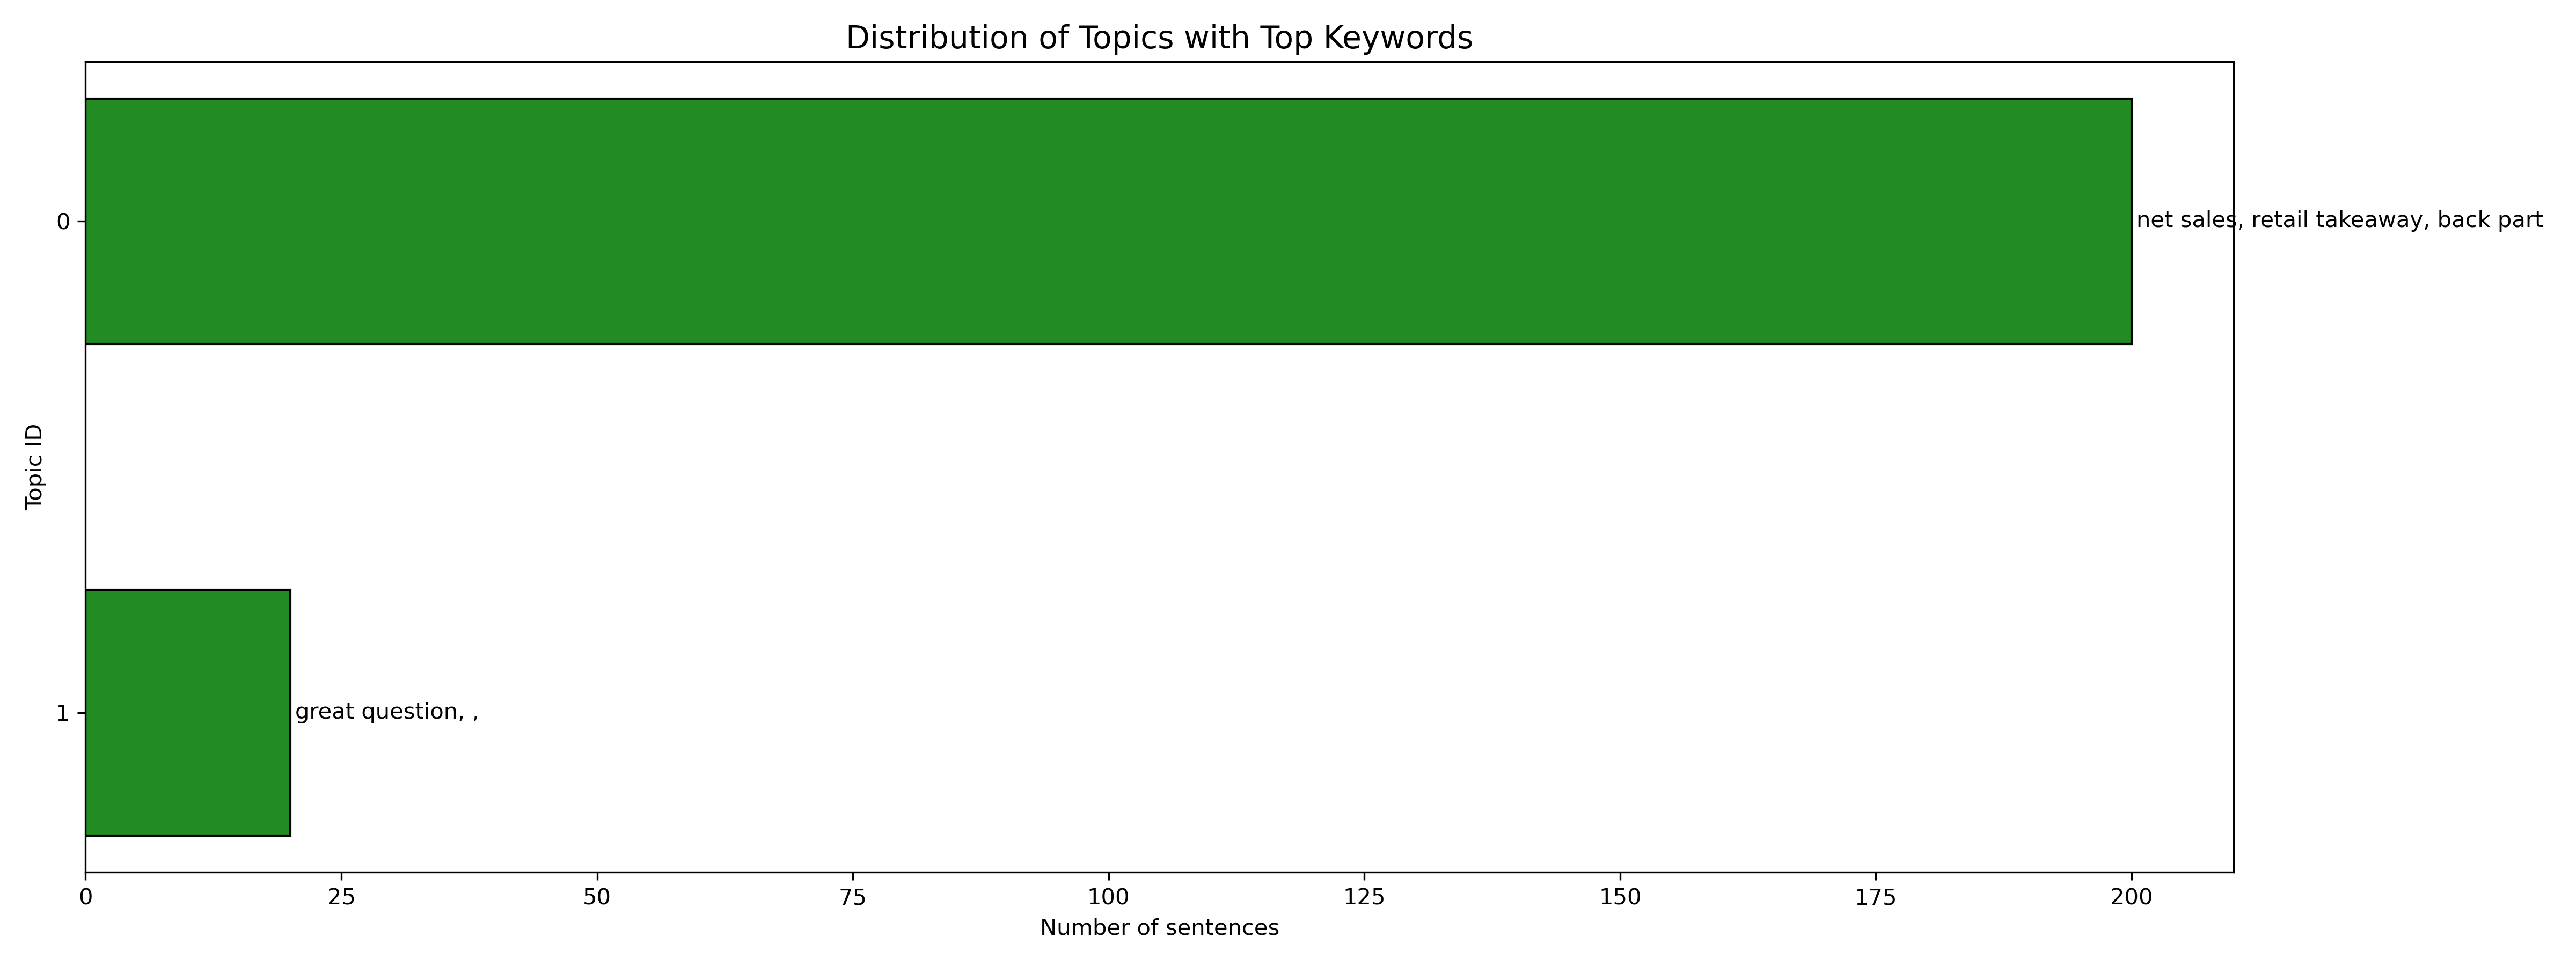 Distribution of Topics with Top Keywords
0
net sales, retail takeaway, back part
Topic ID
1
great question, ,
0 25 50 75 100 125 150 175 200
Number of sentences